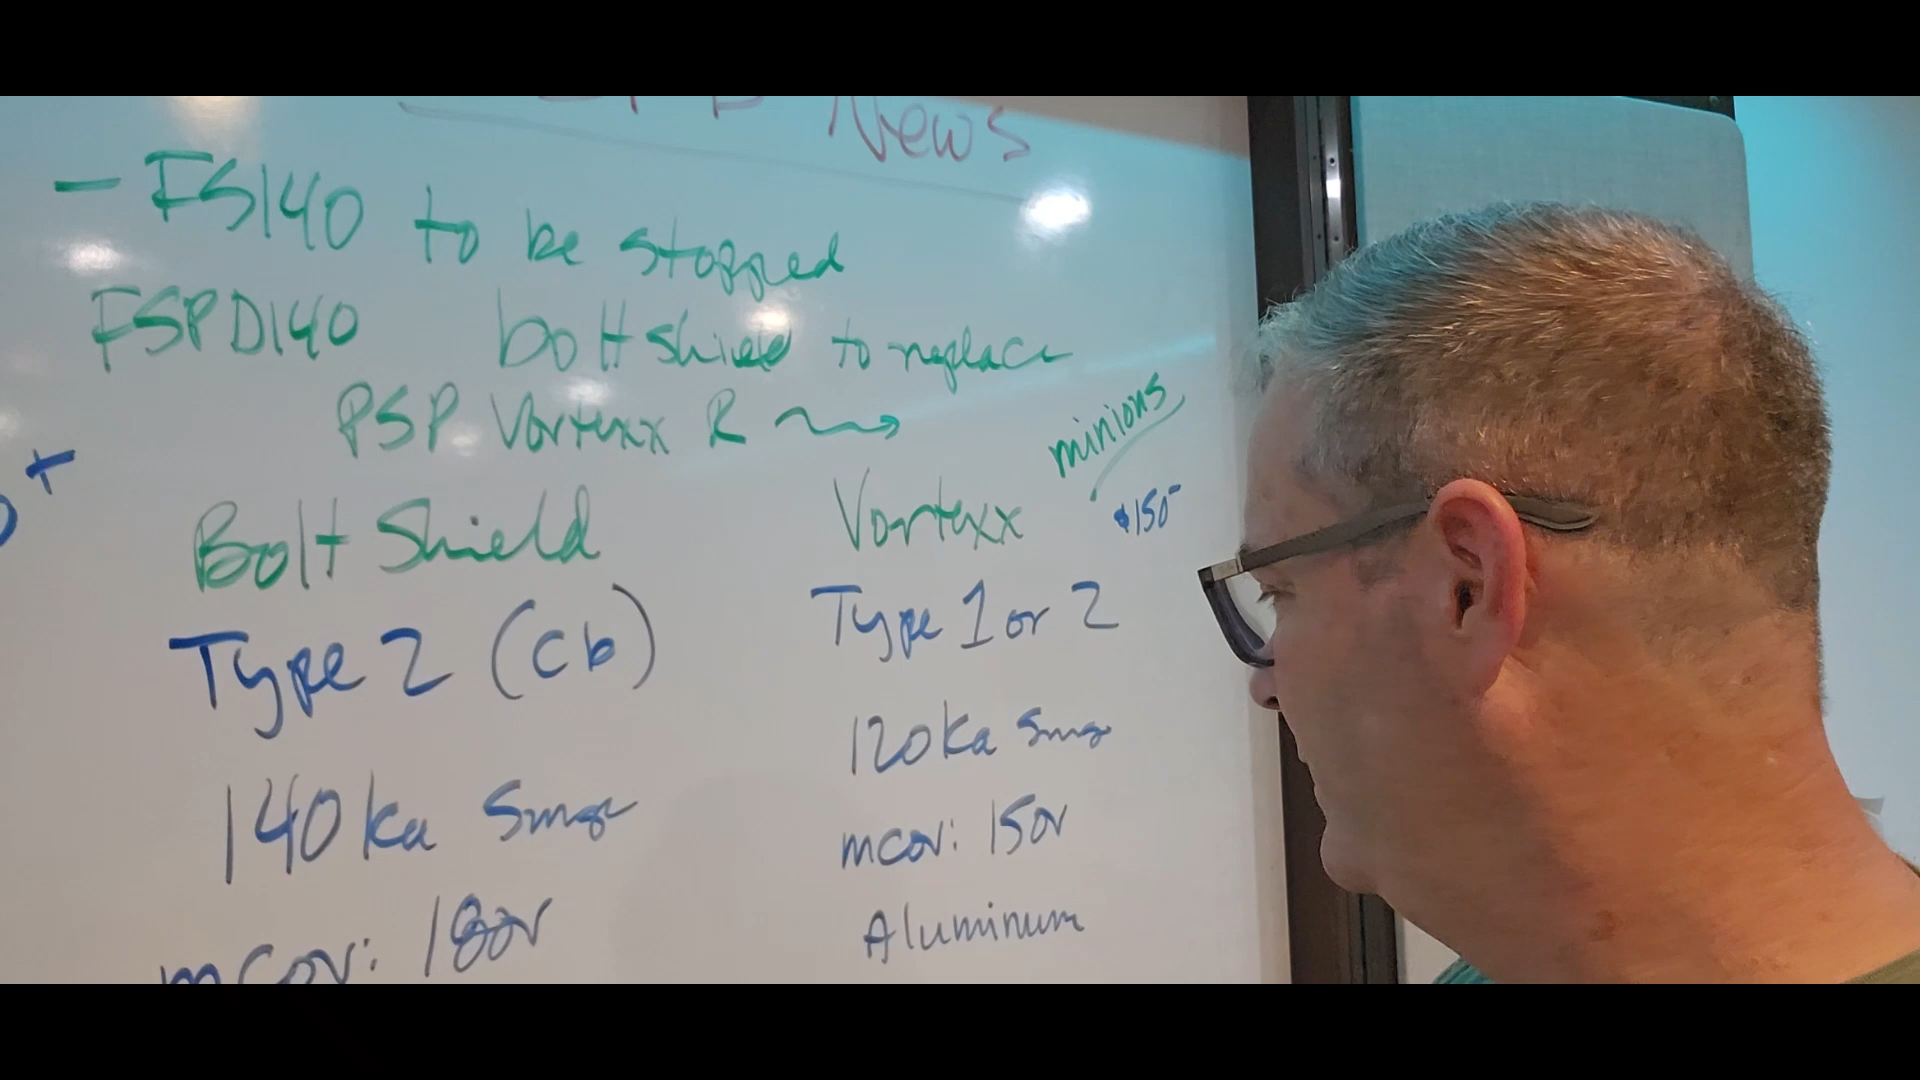 News
- FS140 to be stopped
FSPD140 bolt shield to replace
PSP Vortexx R →
minions
Bolt Shield
Vortexx
$150
Type 2 (cb)
Type 1 or 2
140ka Surge
120ka Surge
mcov: 180v
mcov: 150v
Aluminum